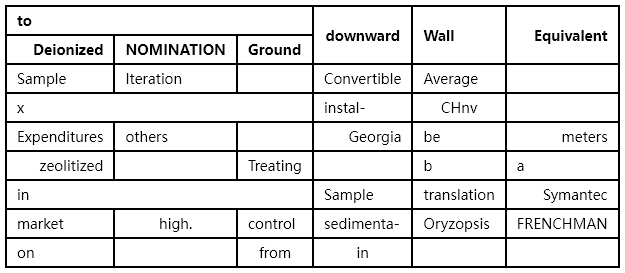 to downward Wall Equivalent
Deionized NOMINATION Ground
Sample Iteration Convertible Average
x instal- CHnv
Expenditures others Georgia be meters
zeolitized Treating b a
in Sample translation Symantec
market high. control sedimenta- Oryzopsis FRENCHMAN
on from in